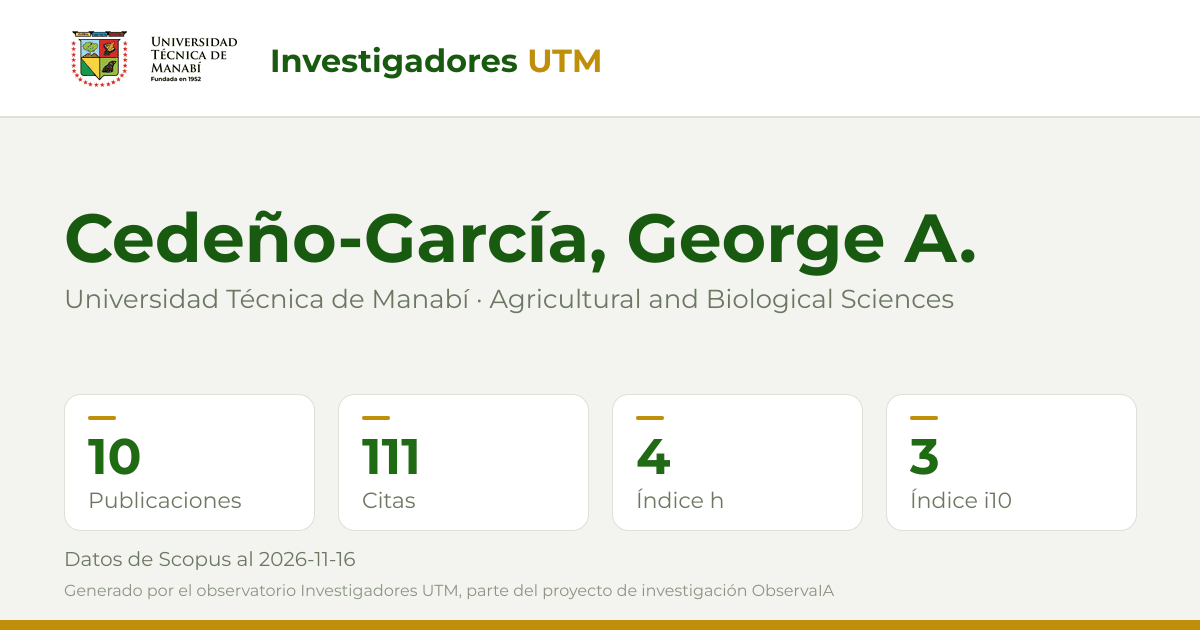 UNIVERSIDAD
TÉCNICA DE
MANABÍ
Fundada en 1952
Investigadores UTM
Cedeño-García, George A.
Universidad Técnica de Manabí · Agricultural and Biological Sciences
10
Publicaciones
111
Citas
4
Índice h
3
Índice i10
Datos de Scopus al 2026-11-16
Generado por el observatorio Investigadores UTM, parte del proyecto de investigación ObservaIA